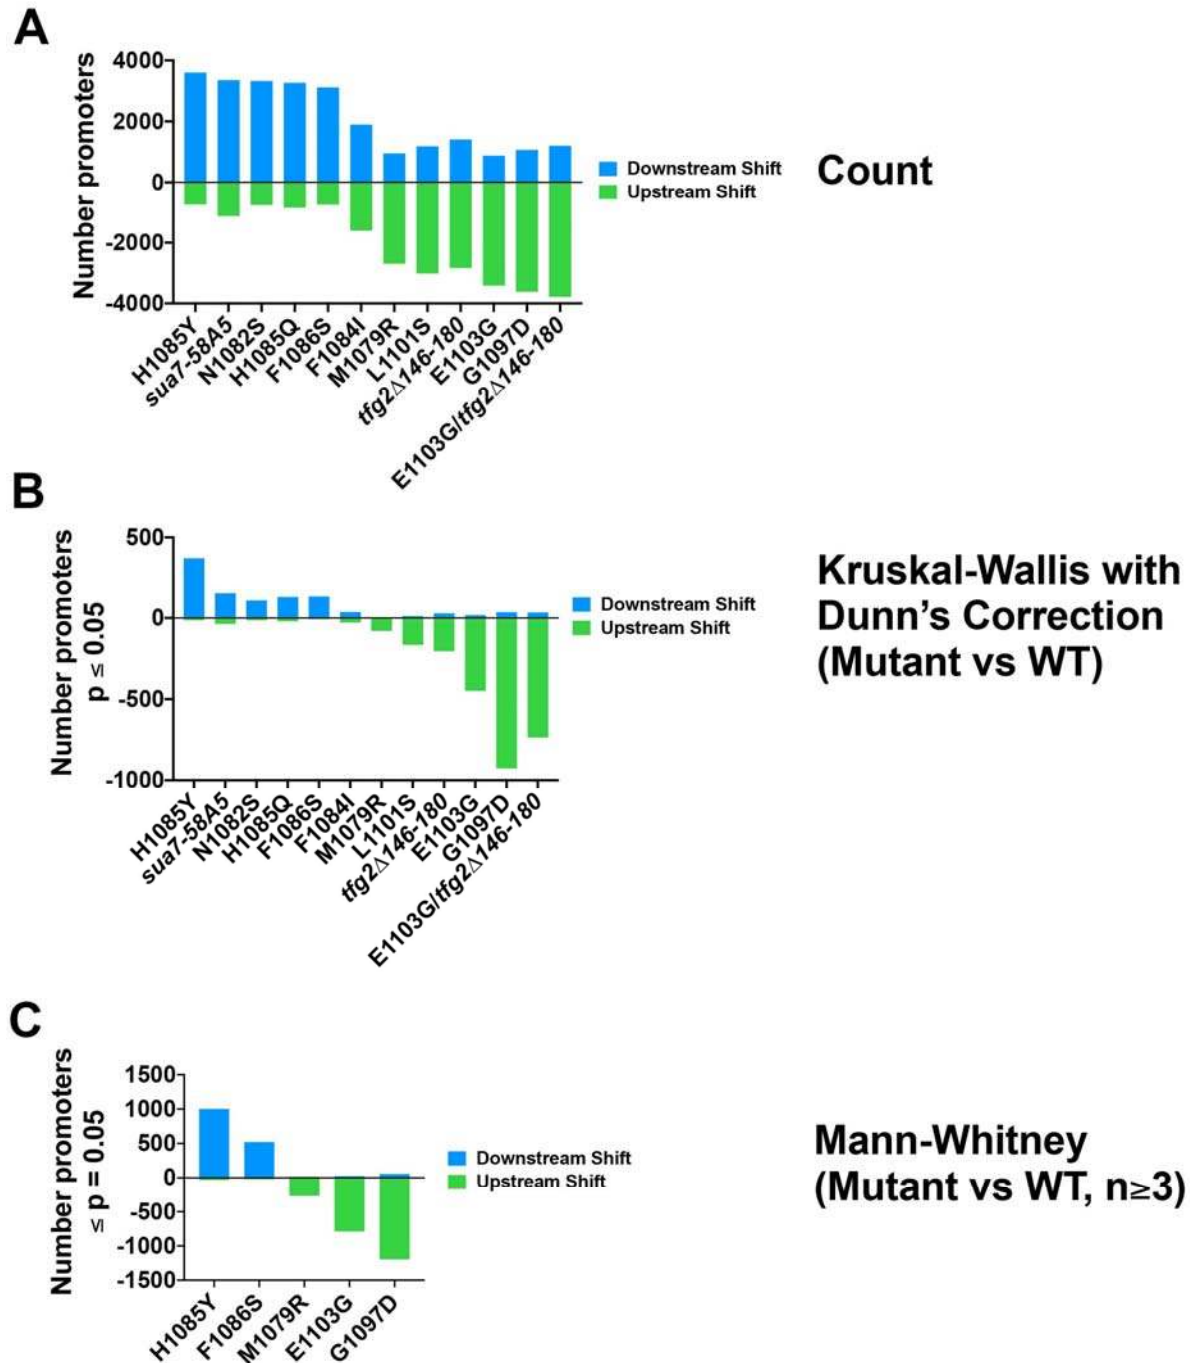 A
Number promoters
4000
2000
0
-2000
-4000
H1085Y
sua7-58A5
N1082S
H1085Q
F1086S
F1084I
M1079R
L1101S
tfg2Δ146-180
E1103G
G1097D
E1103G/tfg2Δ146-180
Downstream Shift
Upstream Shift
Count
B
Number promoters
p ≤ 0.05
500
0
-500
-1000
H1085Y
sua7-58A5
N1082S
H1085Q
F1086S
F1084I
M1079R
L1101S
tfg2Δ146-180
E1103G
G1097D
E1103G/tfg2Δ146-180
Downstream Shift
Upstream Shift
Kruskal-Wallis with
Dunn's Correction
(Mutant vs WT)
C
Number promoters
≤ p = 0.05
1500
1000
500
0
-500
-1000
-1500
H1085Y
F1086S
M1079R
E1103G
G1097D
Downstream Shift
Upstream Shift
Mann-Whitney
(Mutant vs WT, n≥3)